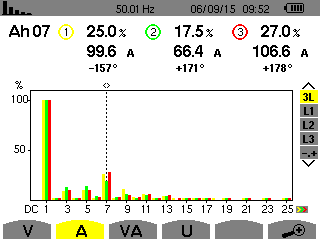 50.01 Hz 06/09/15 09:52
Ah 07 1 25.0 % 2 17.5 % 3 27.0 %
99.6 A 66.4 A 106.6 A
-157° +171° +178°
%
100
3L
L1
50
L2
L3
-.+
DC 1 3 5 7 9 11 13 15 17 19 21 23 25
V A VA U